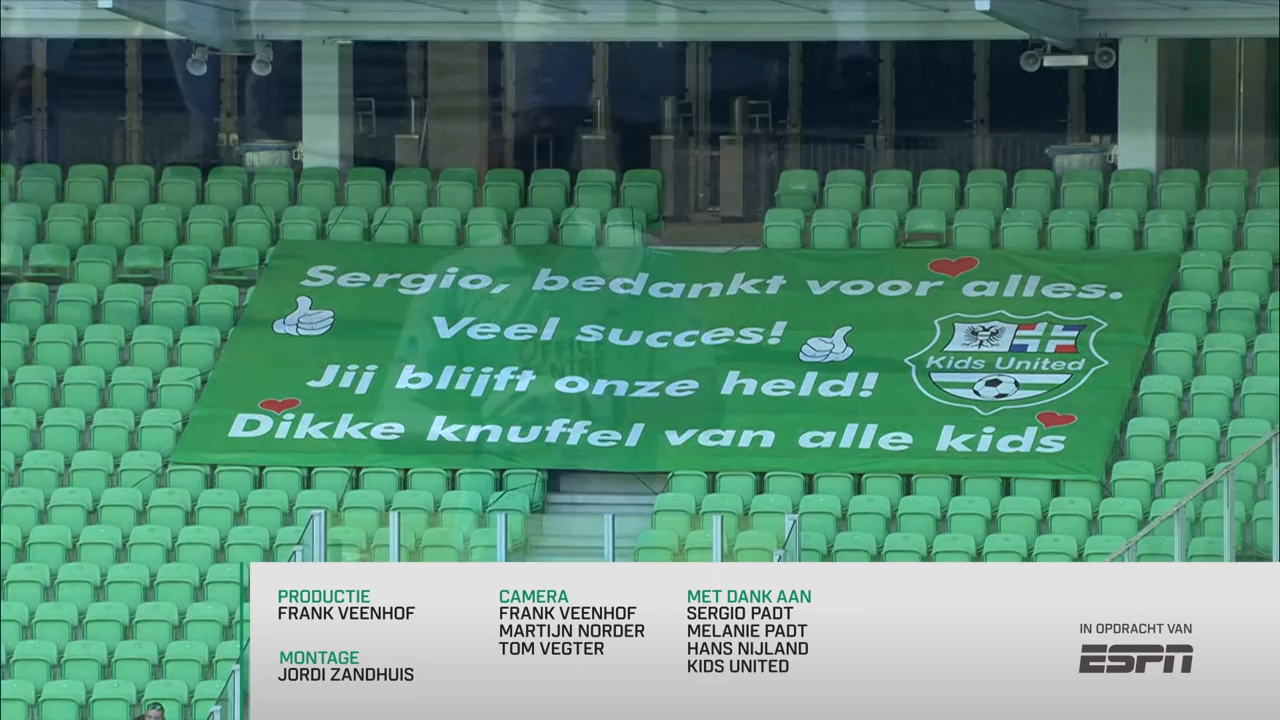 Sergio, bedankt voor alles.
Veel succes!
Jij blijft onze held!
Dikke knuffel van alle kids
Kids United
PRODUCTIE
FRANK VEENHOF
MONTAGE
JORDI ZANDHUIS
CAMERA
FRANK VEENHOF
MARTIJN NORDER
TOM VEGTER
MET DANK AAN
SERGIO PADT
MELANIE PADT
HANS NIJLAND
KIDS UNITED
IN OPDRACHT VAN
ESPN